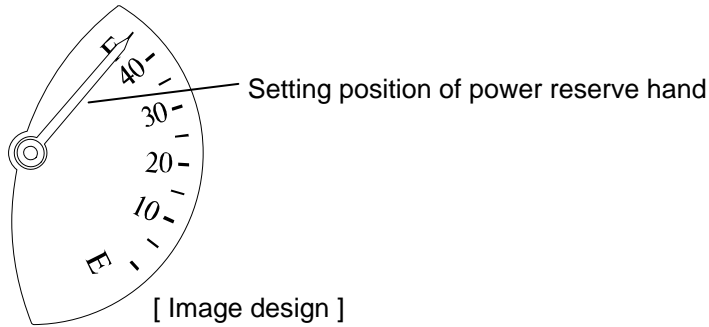 F
40
30
20
10
E
Setting position of power reserve hand
[ Image design ]